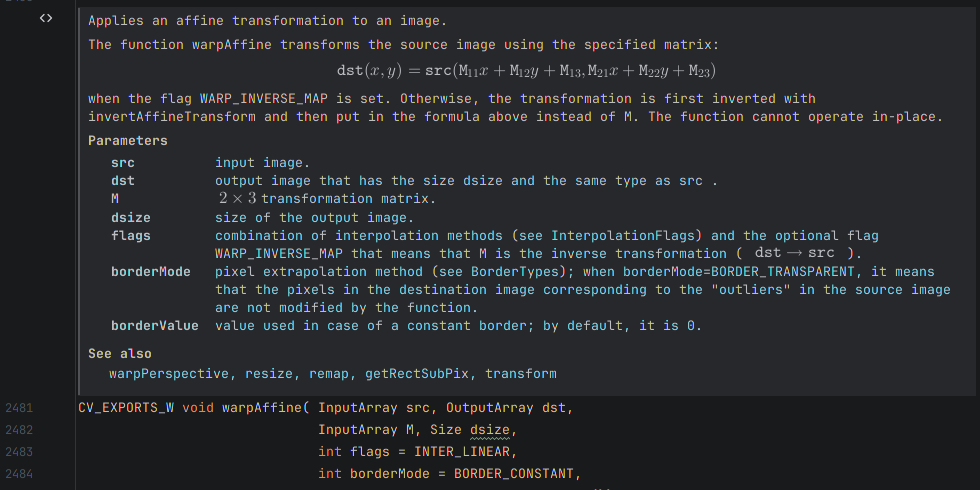 Applies an affine transformation to an image.
The function warpAffine transforms the source image using the specified matrix:
dst(x, y) = src(M₁₁x + M₁₂y + M₁₃, M₂₁x + M₂₂y + M₂₃)
when the flag WARP_INVERSE_MAP is set. Otherwise, the transformation is first inverted with
invertAffineTransform and then put in the formula above instead of M. The function cannot operate in-place.
Parameters
src input image.
dst output image that has the size dsize and the same type as src .
M 2 × 3 transformation matrix.
dsize size of the output image.
flags combination of interpolation methods (see InterpolationFlags) and the optional flag
WARP_INVERSE_MAP that means that M is the inverse transformation ( dst → src ).
borderMode pixel extrapolation method (see BorderTypes); when borderMode=BORDER_TRANSPARENT, it means
that the pixels in the destination image corresponding to the "outliers" in the source image
are not modified by the function.
borderValue value used in case of a constant border; by default, it is 0.
See also
warpPerspective, resize, remap, getRectSubPix, transform
2481 CV_EXPORTS_W void warpAffine( InputArray src, OutputArray dst,
2482 InputArray M, Size dsize,
2483 int flags = INTER_LINEAR,
2484 int borderMode = BORDER_CONSTANT,